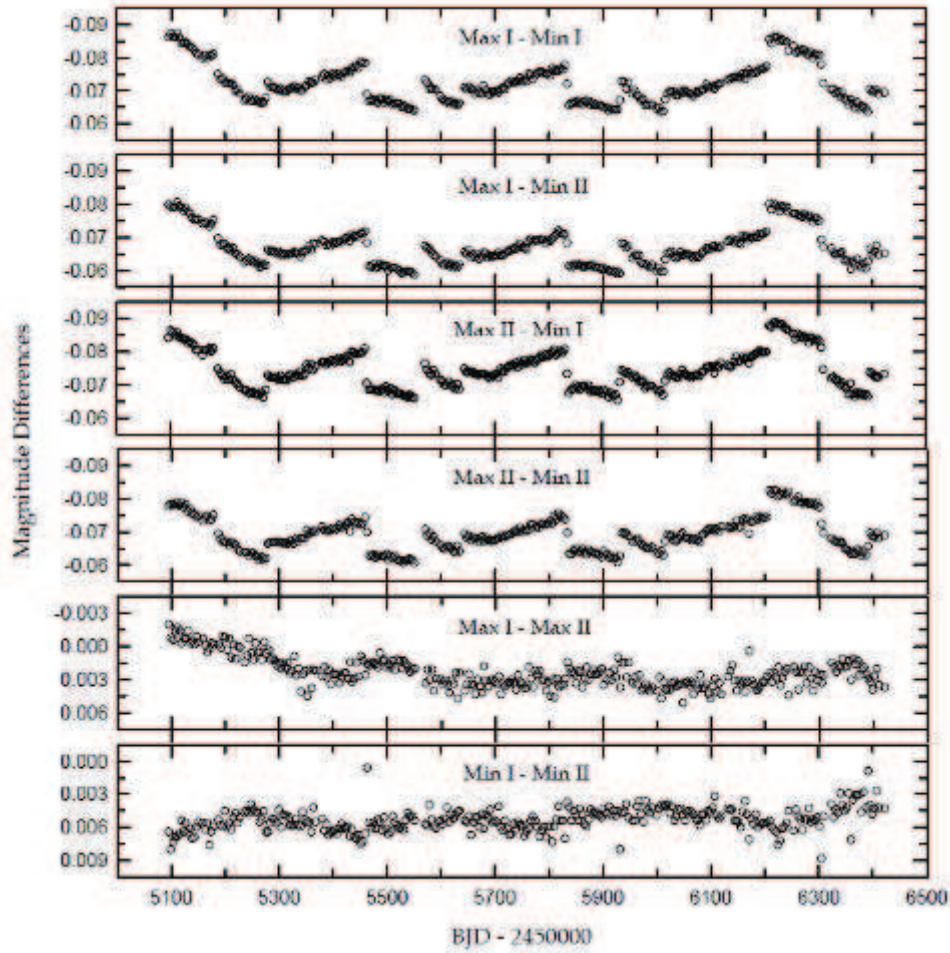 Magnitude Differences
-0.09
-0.08
-0.07
-0.06
Max I - Min I
-0.09
-0.08
-0.07
-0.06
Max I - Min II
-0.09
-0.08
-0.07
-0.06
Max II - Min I
-0.09
-0.08
-0.07
-0.06
Max II - Min II
-0.003
0.000
0.003
0.006
Max I - Max II
0.000
0.003
0.006
0.009
Min I - Min II
5100 5300 5500 5700 5900 6100 6300 6500
BJD - 2450000